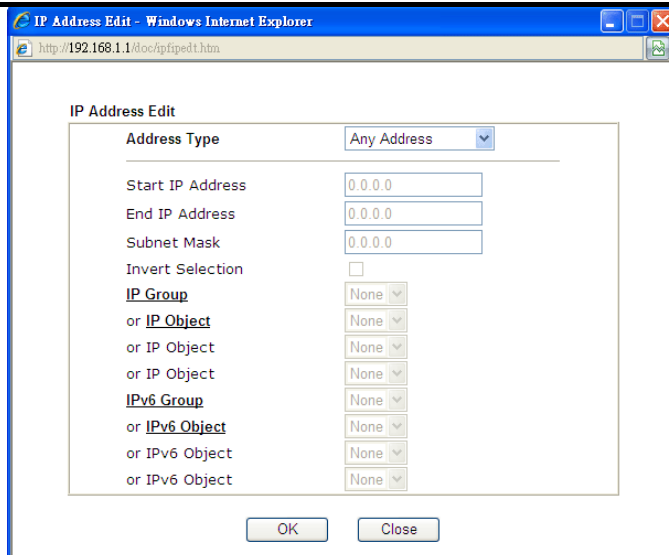 IP Address Edit - Windows Internet Explorer
http://192.168.1.1/doc/ipfipedt.htm
IP Address Edit
Address Type Any Address
Start IP Address 0.0.0.0
End IP Address 0.0.0.0
Subnet Mask 0.0.0.0
Invert Selection
IP Group None
or IP Object None
or IP Object None
or IP Object None
IPv6 Group None
or IPv6 Object None
or IPv6 Object None
or IPv6 Object None
OK Close